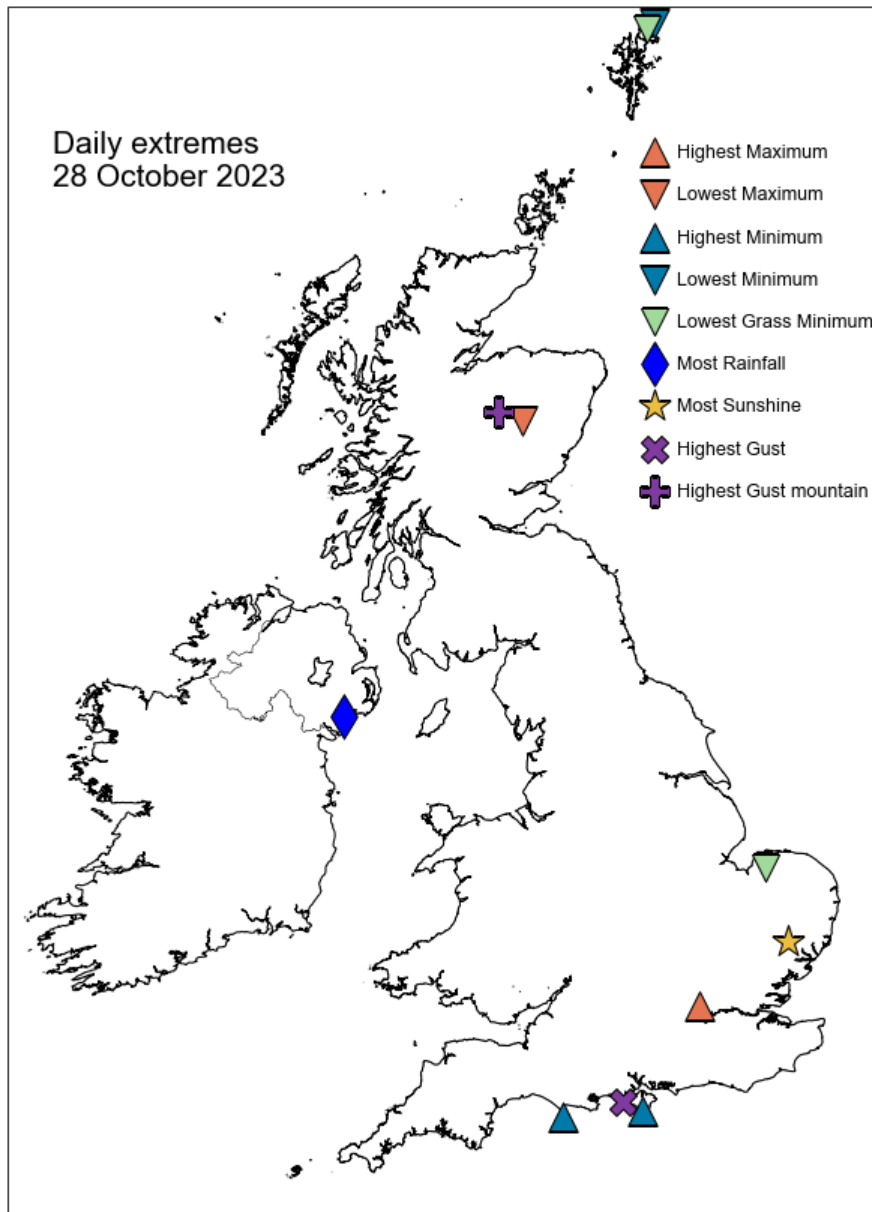 Daily extremes
28 October 2023
Highest Maximum
Lowest Maximum
Highest Minimum
Lowest Minimum
Lowest Grass Minimum
Most Rainfall
Most Sunshine
Highest Gust
Highest Gust mountain